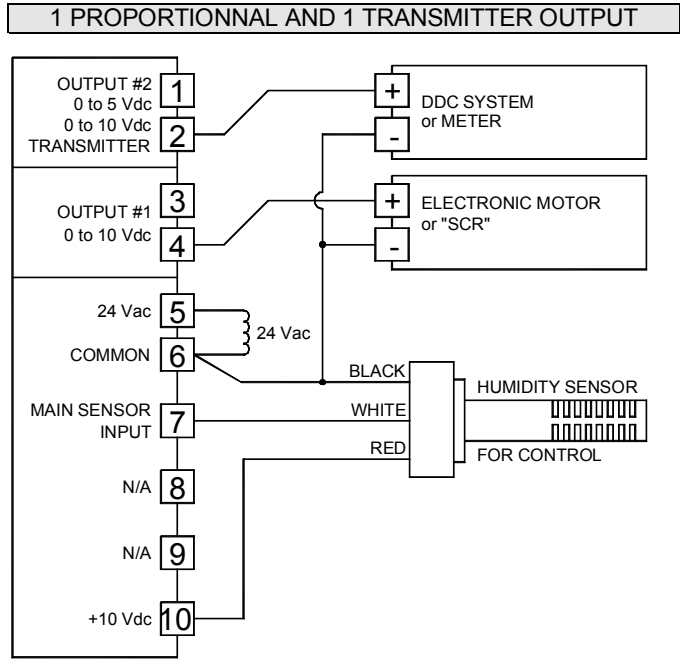 1 PROPORTIONNAL AND 1 TRANSMITTER OUTPUT
OUTPUT #2
0 to 5 Vdc
0 to 10 Vdc
TRANSMITTER
1
2
+
-
DDC SYSTEM
or METER
OUTPUT #1
0 to 10 Vdc
3
4
+
-
ELECTRONIC MOTOR
or "SCR"
24 Vac
5
24 Vac
COMMON
6
BLACK
MAIN SENSOR
INPUT
7
WHITE
RED
HUMIDITY SENSOR
FOR CONTROL
N/A
8
N/A
9
+10 Vdc
10